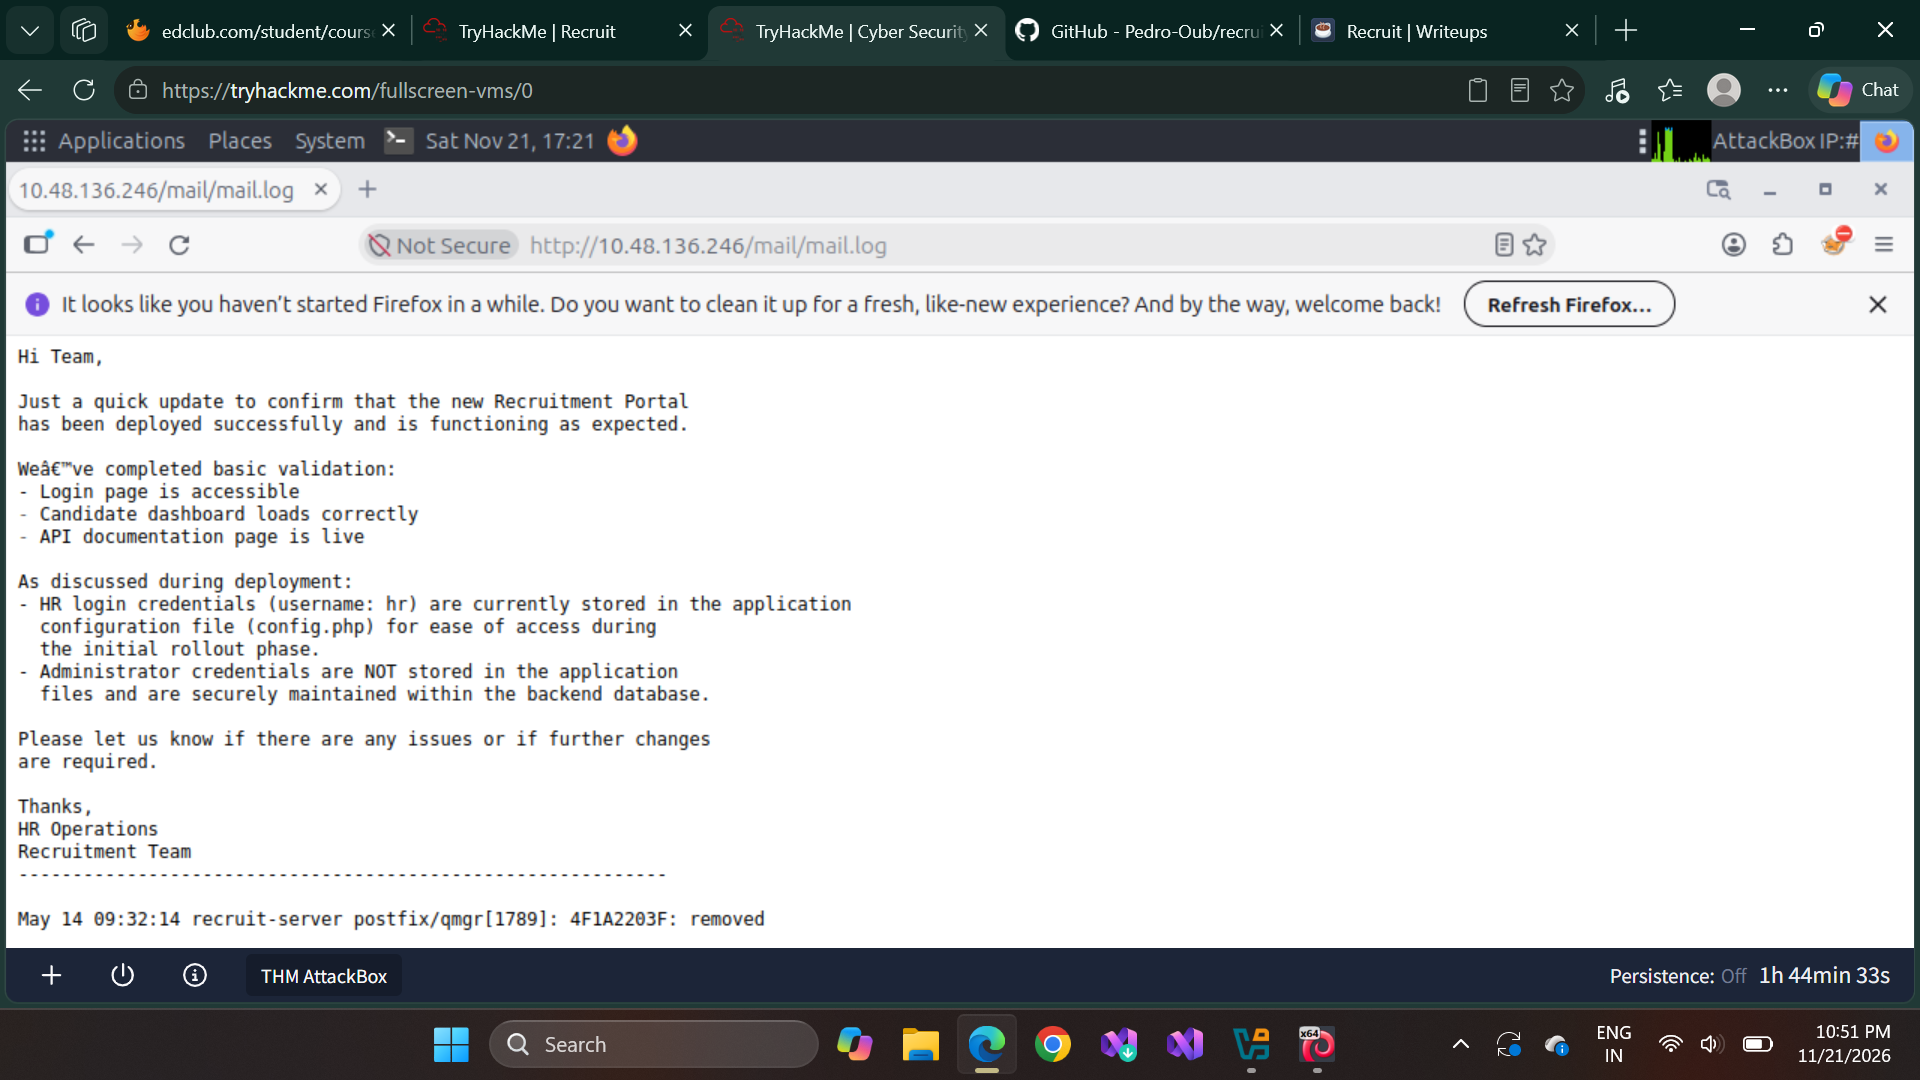 edclub.com/student/course
TryHackMe | Recruit
TryHackMe | Cyber Security
GitHub - Pedro-Oub/recrui
Recruit | Writeups
https://tryhackme.com/fullscreen-vms/0
Chat
Applications Places System Sat Nov 21, 17:21
AttackBox IP:#
10.48.136.246/mail/mail.log
Not Secure http://10.48.136.246/mail/mail.log
It looks like you haven’t started Firefox in a while. Do you want to clean it up for a fresh, like-new experience? And by the way, welcome back!
Refresh Firefox…
Hi Team,
Just a quick update to confirm that the new Recruitment Portal
has been deployed successfully and is functioning as expected.
Weâ€™ve completed basic validation:
- Login page is accessible
- Candidate dashboard loads correctly
- API documentation page is live
As discussed during deployment:
- HR login credentials (username: hr) are currently stored in the application
configuration file (config.php) for ease of access during
the initial rollout phase.
- Administrator credentials are NOT stored in the application
files and are securely maintained within the backend database.
Please let us know if there are any issues or if further changes
are required.
Thanks,
HR Operations
Recruitment Team
------------------------------------------------------------
May 14 09:32:14 recruit-server postfix/qmgr[1789]: 4F1A2203F: removed
THM AttackBox
Persistence: Off 1h 44min 33s
Search
x64
ENG
IN
10:51 PM
11/21/2026